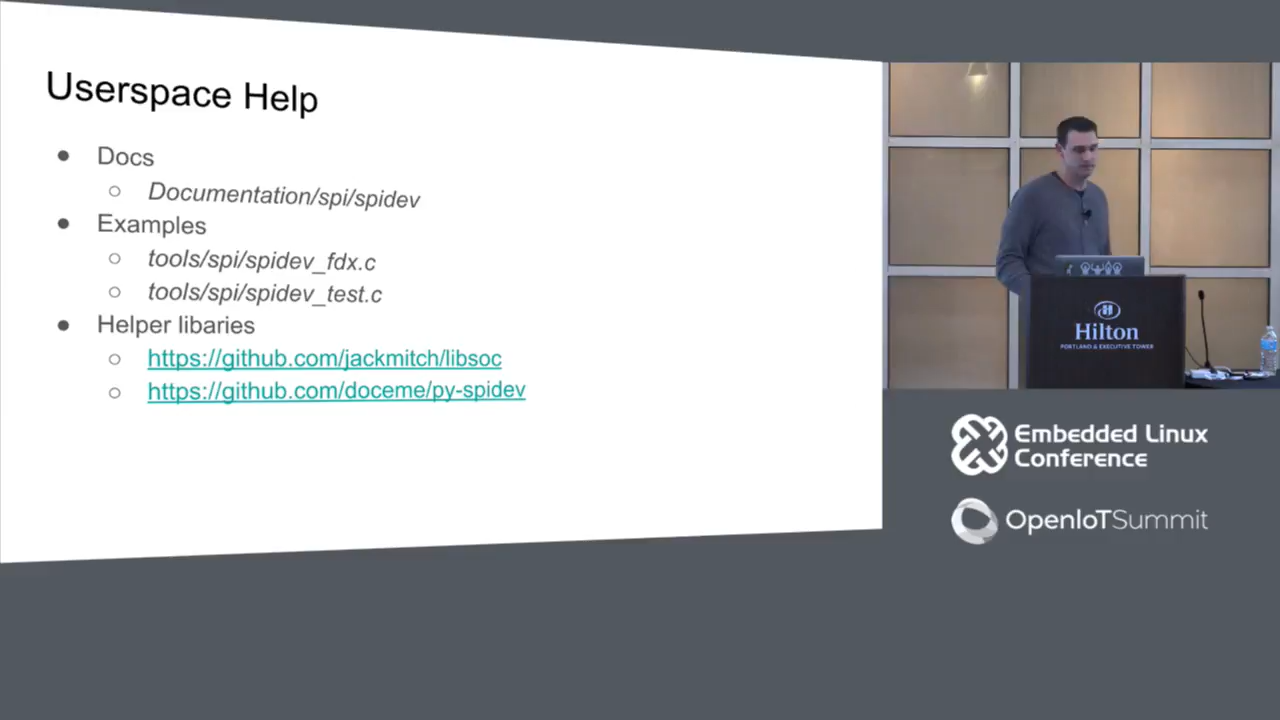 Userspace Help
● Docs
○ Documentation/spi/spidev
● Examples
○ tools/spi/spidev_fdx.c
○ tools/spi/spidev_test.c
● Helper libaries
○ https://github.com/jackmitch/libsoc
○ https://github.com/doceme/py-spidev
Hilton
PORTLAND & EXECUTIVE TOWER
Embedded Linux
Conference
OpenIoTSummit